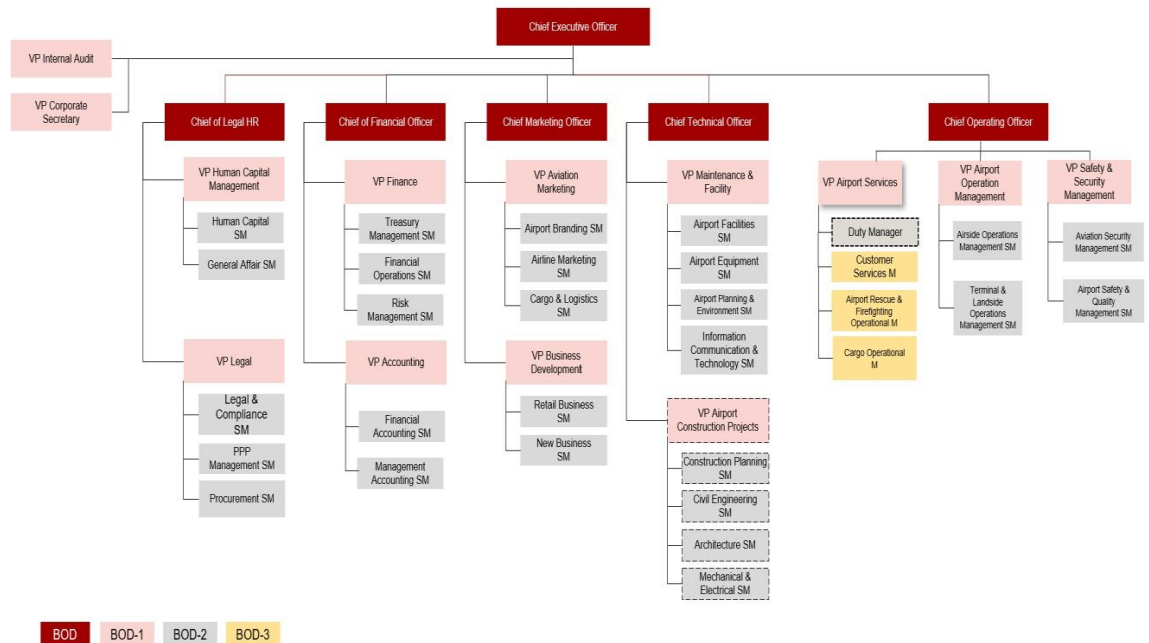 Chief Executive Officer
VP Internal Audit
VP Corporate
Secretary
Chief of Legal HR
Chief of Financial Officer
Chief Marketing Officer
Chief Technical Officer
Chief Operating Officer
VP Human Capital
Management
Human Capital
SM
General Affair SM
VP Legal
Legal &
Compliance
SM
PPP
Management SM
Procurement SM
VP Finance
Treasury
Management SM
Financial
Operations SM
Risk
Management SM
VP Accounting
Financial
Accounting SM
Management
Accounting SM
VP Aviation
Marketing
Airport Branding SM
Airline
Marketing SM
Cargo & Logistics
SM
VP Business
Development
Retail Business
SM
New Business
SM
VP Maintenance &
Facility
Airport Facilities
SM
Airport Equipment
SM
Airport Planning &
Environment SM
Information
Communication &
Technology SM
VP Airport
Construction Projects
Construction Planning
SM
Civil Engineering
SM
Architecture SM
Mechanical &
Electrical SM
VP Airport Services
Duty Manager
Customer
Services M
Airport Rescue &
Firefighting
Operational M
Cargo Operational
M
VP Airport
Operation
Management
Airside Operations
Management SM
Terminal &
Landside
Operations
Management SM
VP Safety &
Security
Management
Aviation Security
Management SM
Airport Safety &
Quality
Management SM
BOD
BOD-1
BOD-2
BOD-3